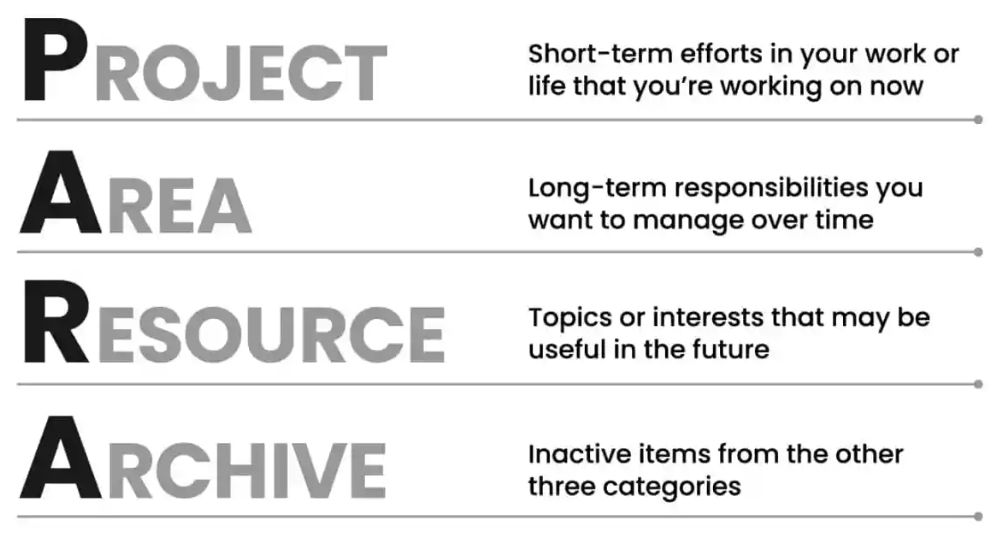 PROJECT
Short-term efforts in your work or
life that you’re working on now
AREA
Long-term responsibilities you
want to manage over time
RESOURCE
Topics or interests that may be
useful in the future
ARCHIVE
Inactive items from the other
three categories